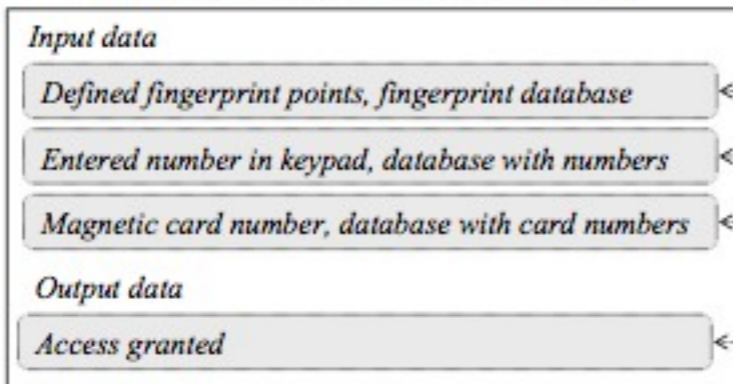 Input data
Defined fingerprint points, fingerprint database
Entered number in keypad, database with numbers
Magnetic card number, database with card numbers
Output data
Access granted